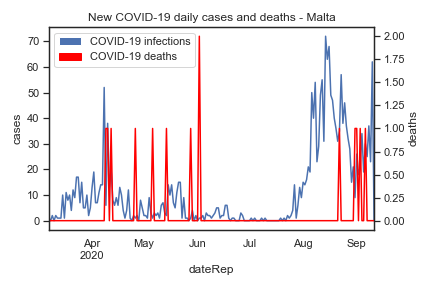 New COVID-19 daily cases and deaths - Malta
COVID-19 infections
COVID-19 deaths
cases
70
60
50
40
30
20
10
0
deaths
2.00
1.75
1.50
1.25
1.00
0.75
0.50
0.25
0.00
Apr May Jun Jul Aug Sep
2020
dateRep